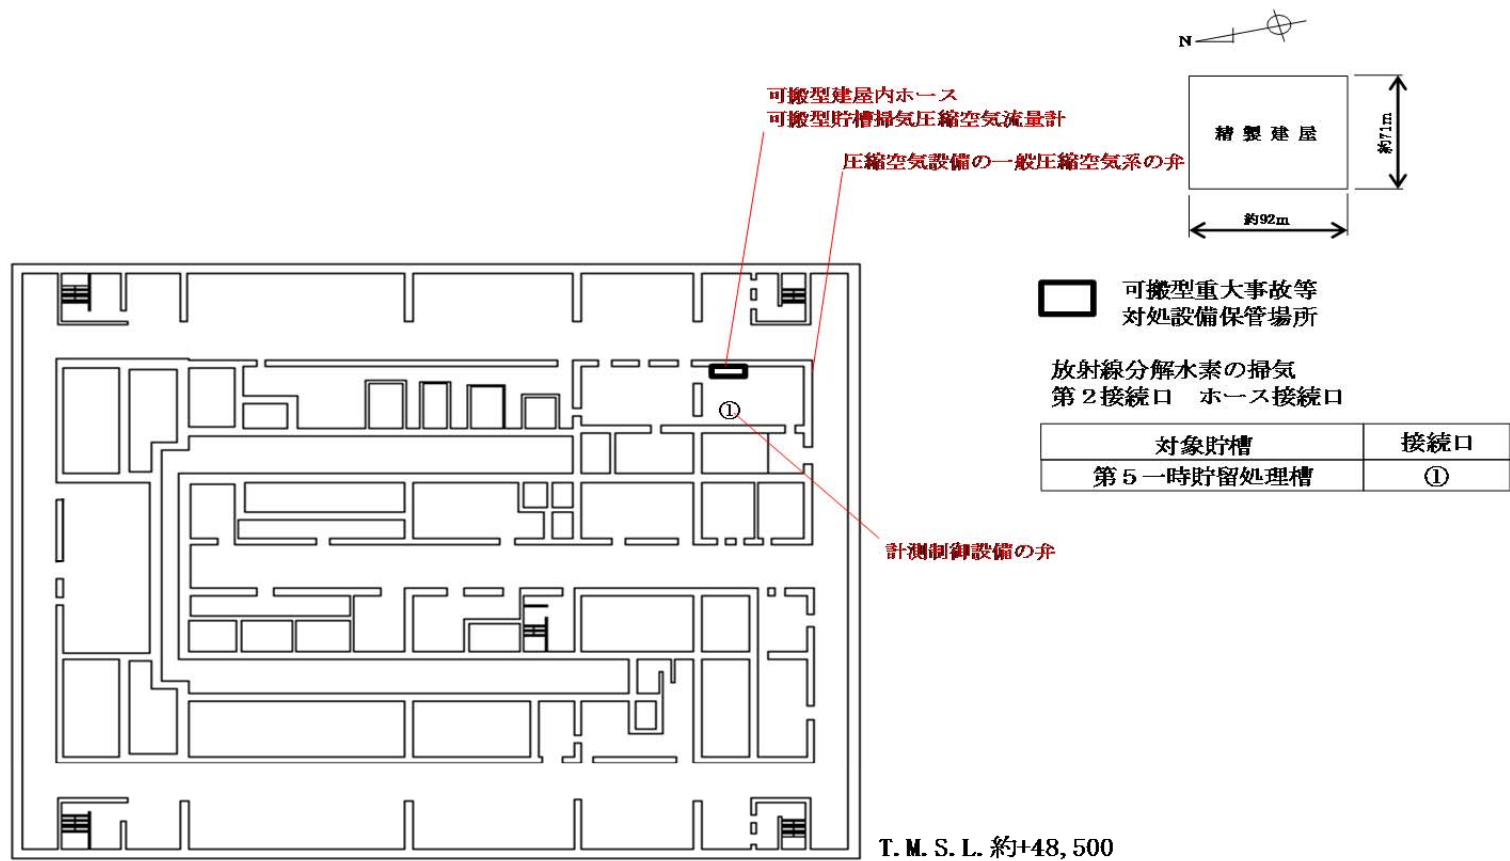 N
可搬型建屋内ホース
可搬型貯槽掃気圧縮空気流量計
圧縮空気設備の一般圧縮空気系の弁
精製建屋
約71m
約92m
可搬型重大事故等
対処設備保管場所
放射線分解水素の掃気
第2接続口 ホース接続口
対象貯槽 接続口
第5一時貯留処理槽 ①
①
計測制御設備の弁
T.M.S.L.約+48,500